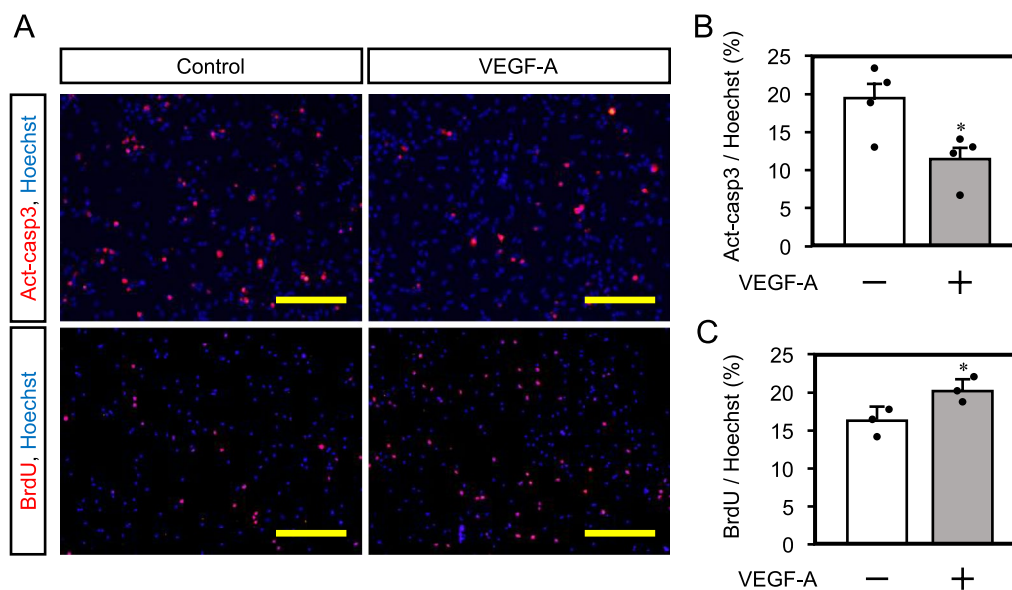 A
Control
VEGF-A
Act-casp3, Hoechst
BrdU, Hoechst
B
Act-casp3 / Hoechst (%)
25
20
15
10
5
0
*
VEGF-A − +
C
BrdU / Hoechst (%)
25
20
15
10
5
0
*
VEGF-A − +